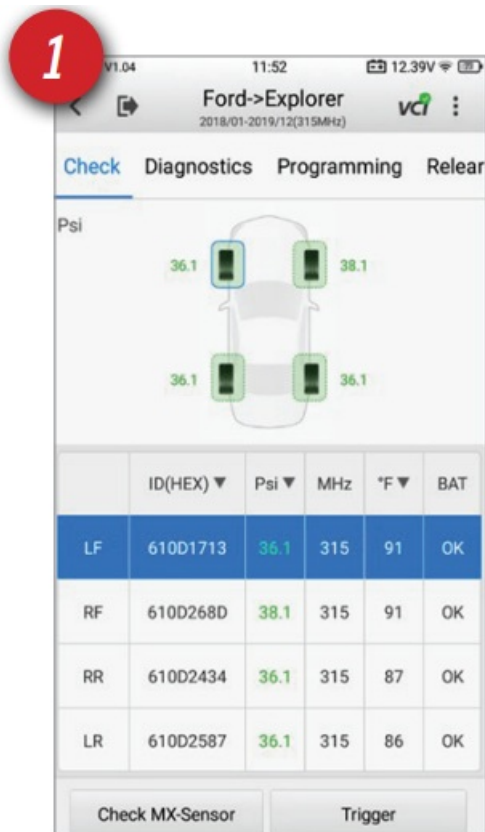 1
V1.04 11:52 12.39V
Ford->Explorer
VCI
2018/01-2019/12(315MHz)
Check Diagnostics Programming Relear
Psi
36.1 38.1
36.1 36.1
ID(HEX) ▼ Psi ▼ MHz °F ▼ BAT
LF 610D1713 36.1 315 91 OK
RF 610D268D 38.1 315 91 OK
RR 610D2434 36.1 315 87 OK
LR 610D2587 36.1 315 86 OK
Check MX-Sensor Trigger